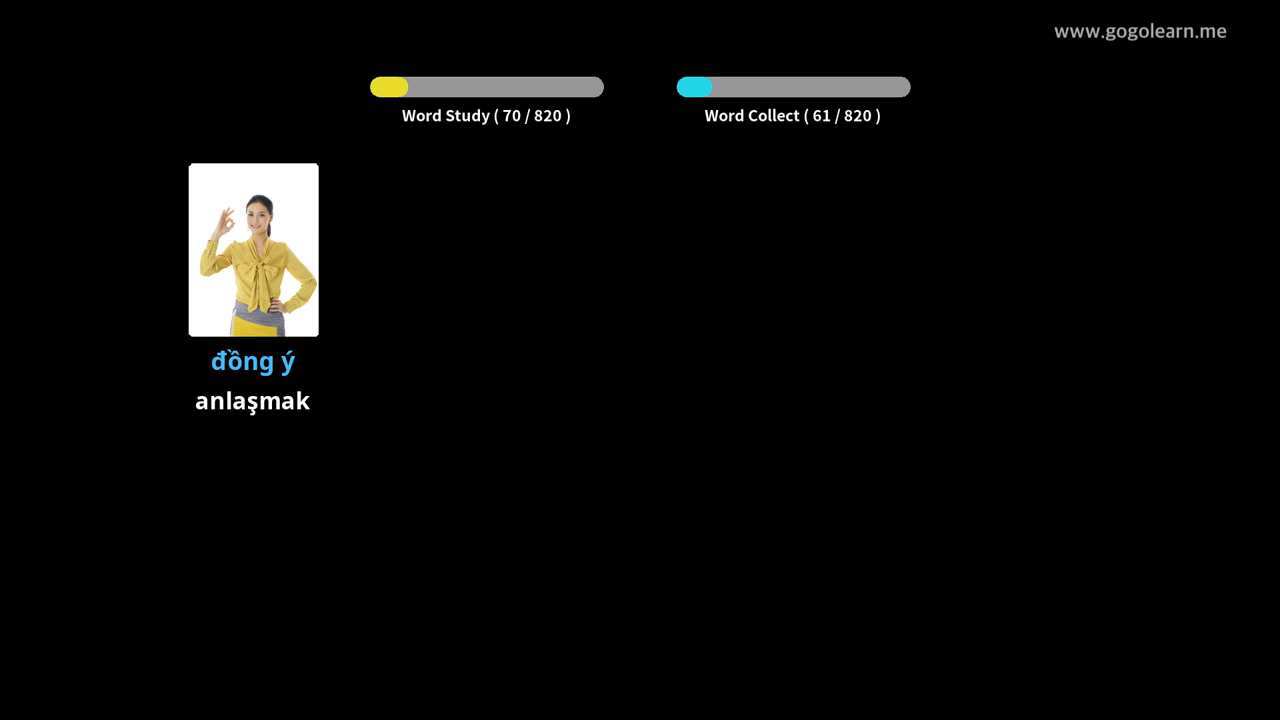 www.gogolearn.me
Word Study ( 70 / 820 )
Word Collect ( 61 / 820 )
đồng ý
anlaşmak